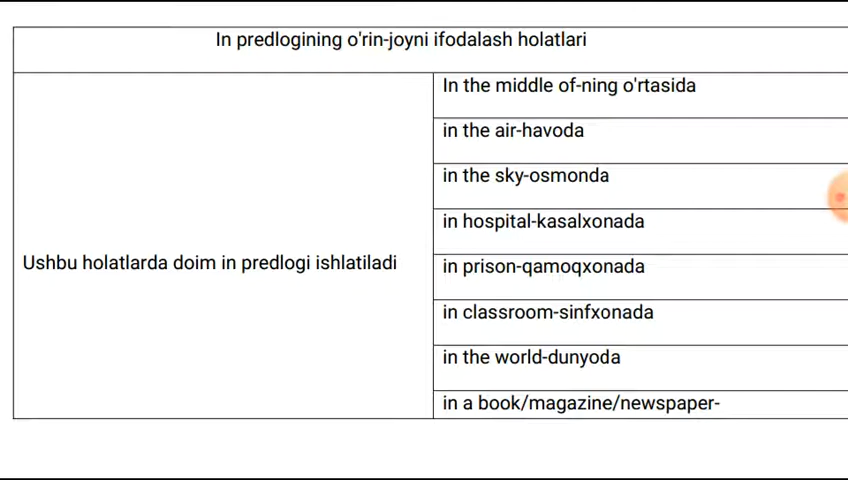 In predlogining o'rin-joyni ifodalash holatlari
In the middle of-ning o'rtasida
in the air-havoda
in the sky-osmonda
in hospital-kasalxonada
Ushbu holatlarda doim in predlogi ishlatiladi
in prison-qamoqxonada
in classroom-sinfxonada
in the world-dunyoda
in a book/magazine/newspaper-